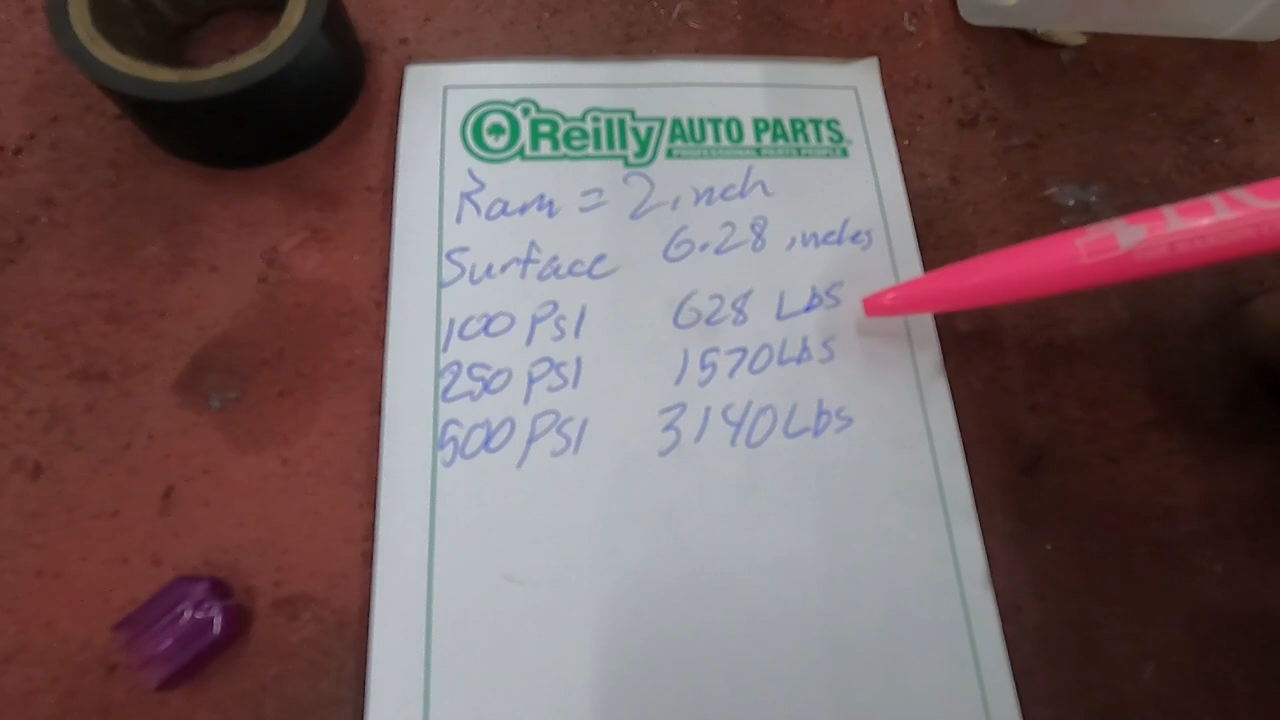 O'Reilly AUTO PARTS
PROFESSIONAL PARTS PEOPLE
Ram = 2 inch
Surface 6.28 inches
100 PSI 628 Lbs
250 PSI 1570 Lbs
500 PSI 3140 Lbs